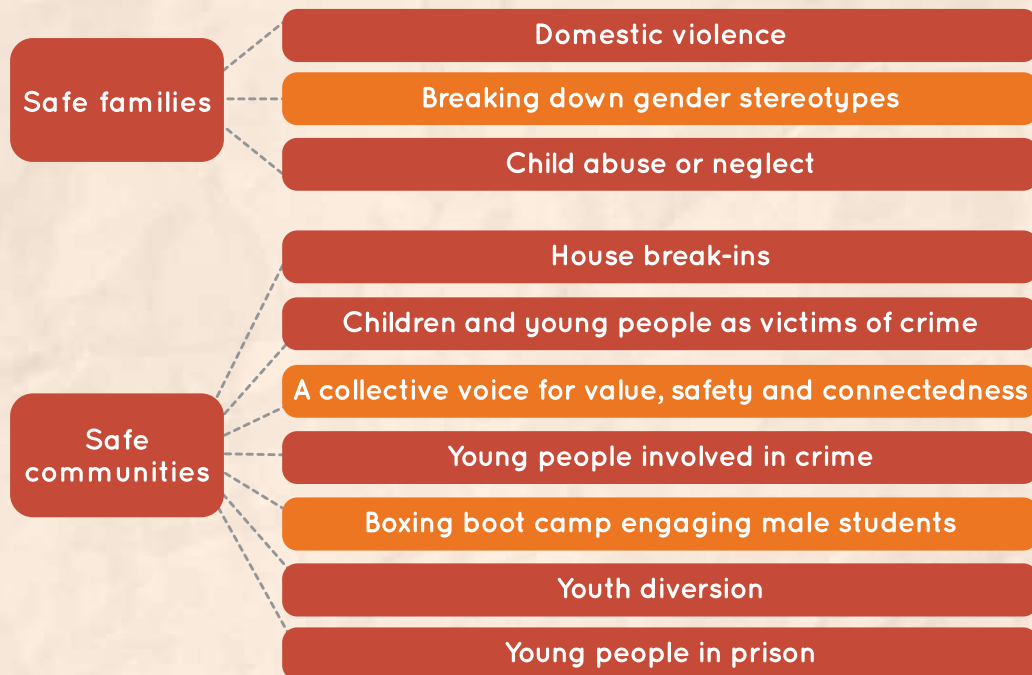 Safe families
Domestic violence
Breaking down gender stereotypes
Child abuse or neglect
Safe
communities
House break-ins
Children and young people as victims of crime
A collective voice for value, safety and connectedness
Young people involved in crime
Boxing boot camp engaging male students
Youth diversion
Young people in prison